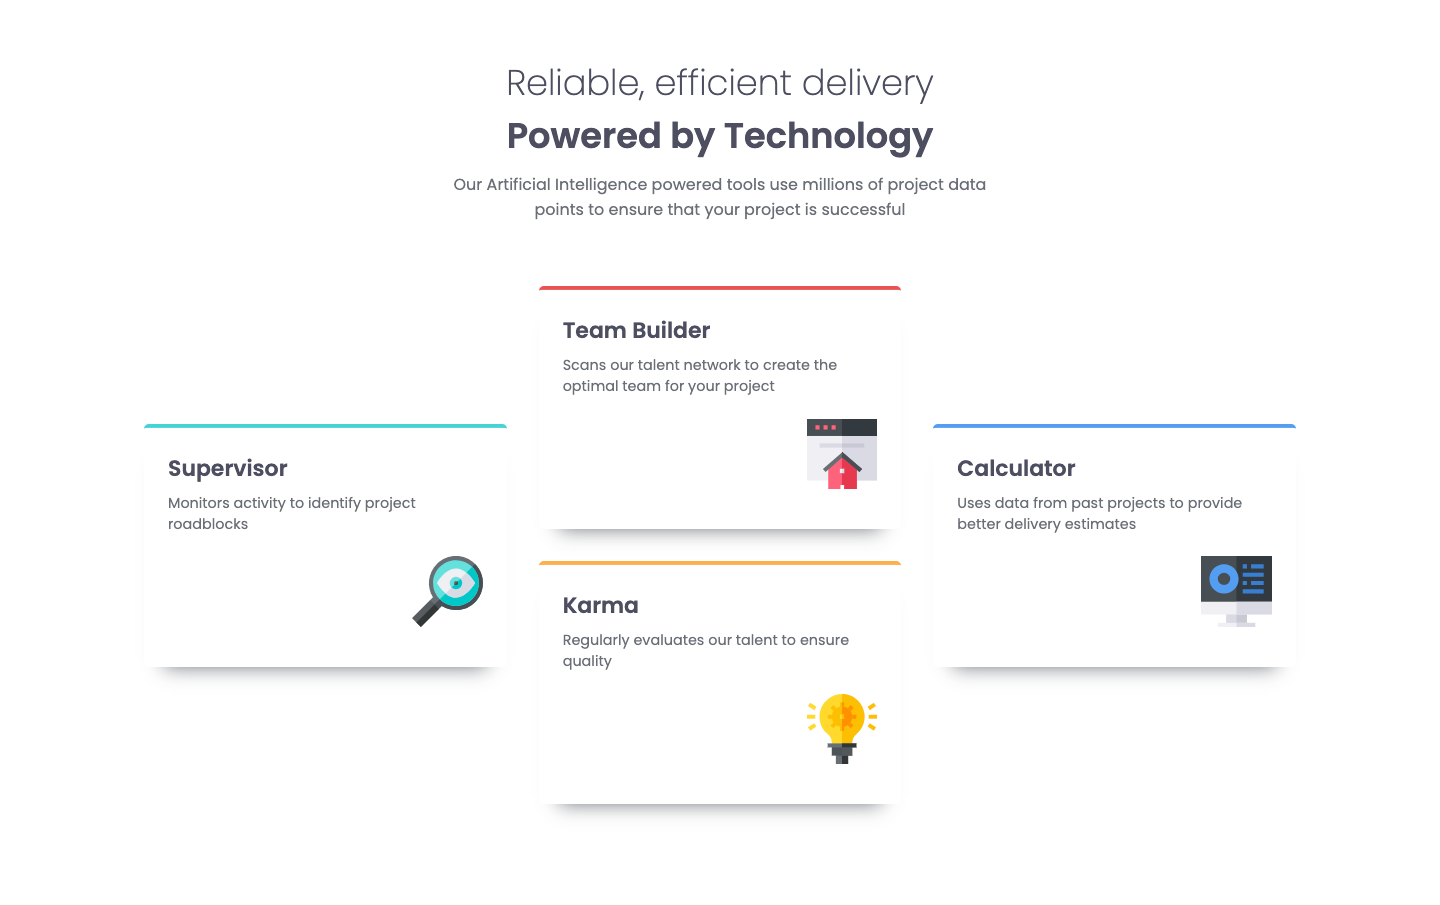 Reliable, efficient delivery
Powered by Technology
Our Artificial Intelligence powered tools use millions of project data
points to ensure that your project is successful
Supervisor
Monitors activity to identify project
roadblocks
Team Builder
Scans our talent network to create the
optimal team for your project
Karma
Regularly evaluates our talent to ensure
quality
Calculator
Uses data from past projects to provide
better delivery estimates